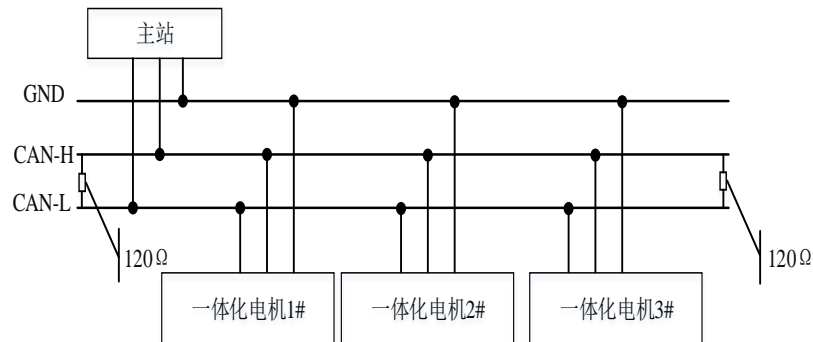 主站
GND
CAN-H
CAN-L
120Ω
120Ω
一体化电机1#
一体化电机2#
一体化电机3#